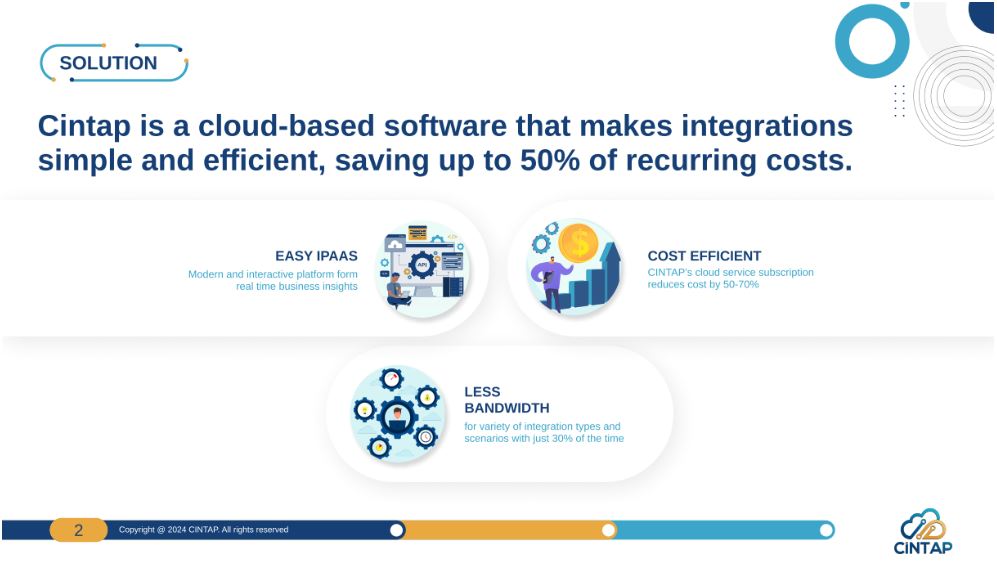 SOLUTION
Cintap is a cloud-based software that makes integrations
simple and efficient, saving up to 50% of recurring costs.
EASY IPAAS
Modern and interactive platform form
real time business insights
API
</>
$
COST EFFICIENT
CINTAP's cloud service subscription
reduces cost by 50-70%
LESS
BANDWIDTH
for variety of integration types and
scenarios with just 30% of the time
2
Copyright @ 2024 CINTAP. All rights reserved
CINTAP